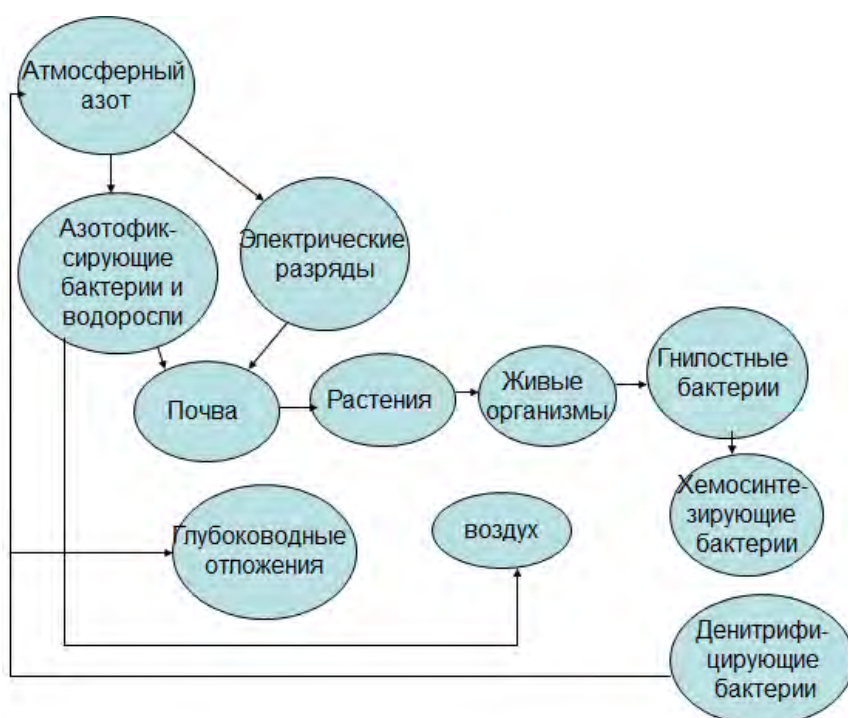 Атмосферный
азот
Азотофик-
сирующие
бактерии и
водоросли
Электрические
разряды
Почва
Растения
Живые
организмы
Гнилостные
бактерии
Хемосинте-
зирующие
бактерии
Глубоководные
отложения
воздух
Денитрифи-
цирующие
бактерии